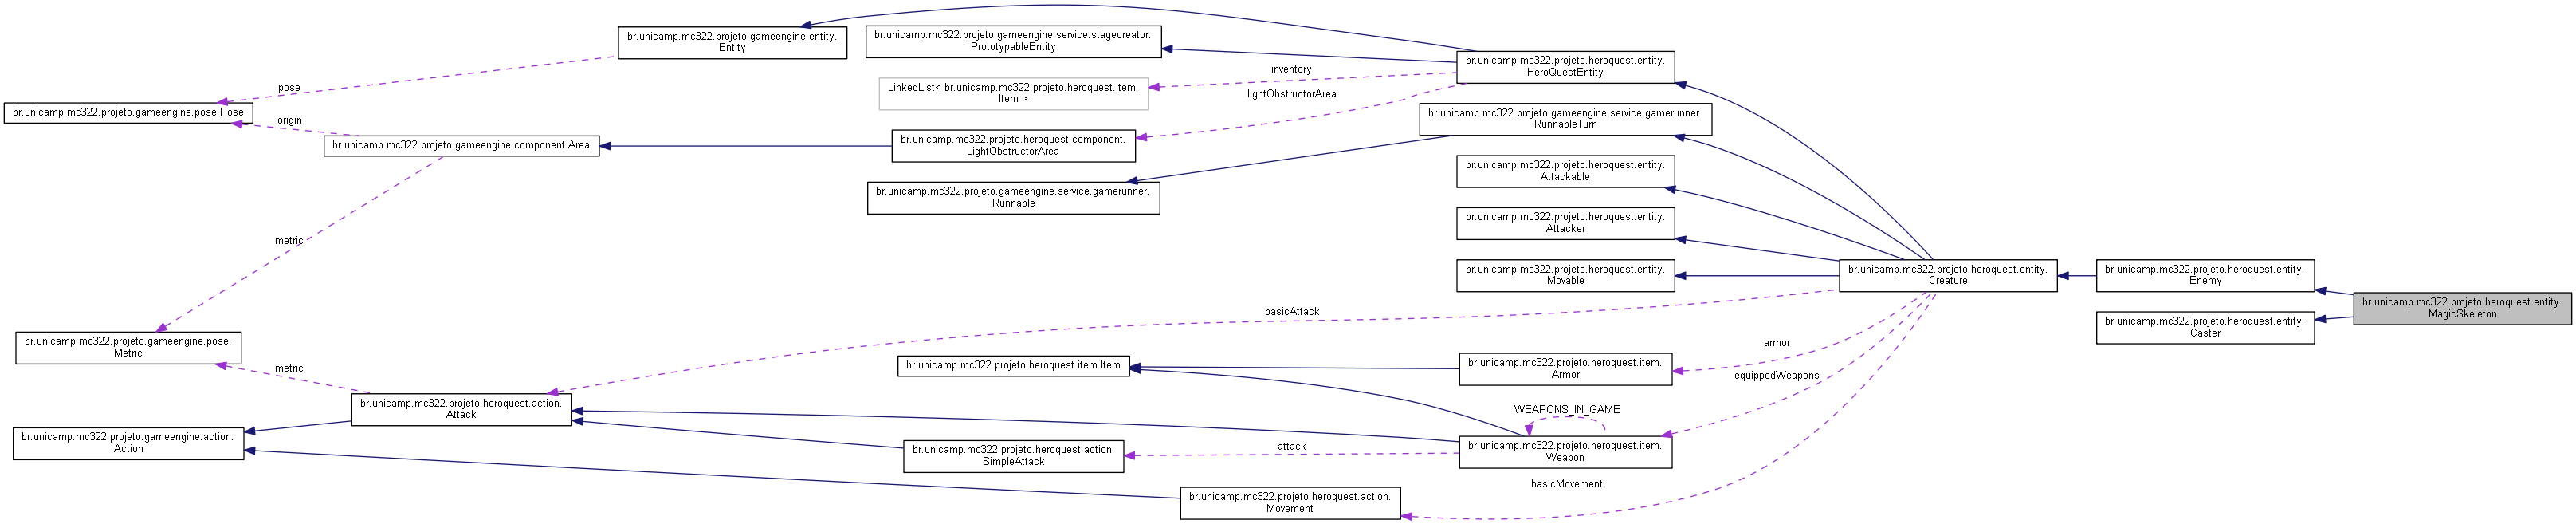 br.unicamp.mc322.projeto.gameengine.entity.
Entity
br.unicamp.mc322.projeto.gameengine.service.stagecreator.
PrototypableEntity
br.unicamp.mc322.projeto.heroquest.entity.
HeroQuestEntity
inventory
pose
LinkedList< br.unicamp.mc322.projeto.heroquest.item.
Item >
lightObstructorArea
br.unicamp.mc322.projeto.gameengine.pose.Pose
origin
br.unicamp.mc322.projeto.gameengine.service.gamerunner.
RunnableTurn
br.unicamp.mc322.projeto.gameengine.component.Area
br.unicamp.mc322.projeto.heroquest.component.
LightObstructorArea
br.unicamp.mc322.projeto.heroquest.entity.
Attackable
br.unicamp.mc322.projeto.gameengine.service.gamerunner.
Runnable
br.unicamp.mc322.projeto.heroquest.entity.
Attacker
metric
br.unicamp.mc322.projeto.heroquest.entity.
Movable
br.unicamp.mc322.projeto.heroquest.entity.
Creature
br.unicamp.mc322.projeto.heroquest.entity.
Enemy
br.unicamp.mc322.projeto.heroquest.entity.
MagicSkeleton
basicAttack
br.unicamp.mc322.projeto.heroquest.entity.
Caster
br.unicamp.mc322.projeto.gameengine.pose.
Metric
armor
metric
br.unicamp.mc322.projeto.heroquest.item.Item
br.unicamp.mc322.projeto.heroquest.item.
Armor
equippedWeapons
br.unicamp.mc322.projeto.heroquest.action.
Attack
WEAPONS_IN_GAME
br.unicamp.mc322.projeto.gameengine.action.
Action
br.unicamp.mc322.projeto.heroquest.action.
SimpleAttack
attack
br.unicamp.mc322.projeto.heroquest.item.
Weapon
basicMovement
br.unicamp.mc322.projeto.heroquest.action.
Movement